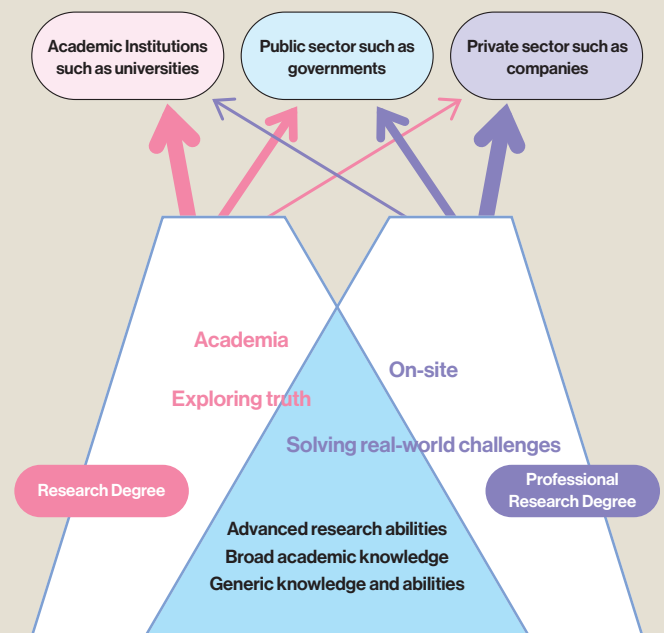 Academic Institutions
such as universities
Public sector such as
governments
Private sector such as
companies
Academia
On-site
Exploring truth
Solving real-world challenges
Research Degree
Professional
Research Degree
Advanced research abilities
Broad academic knowledge
Generic knowledge and abilities